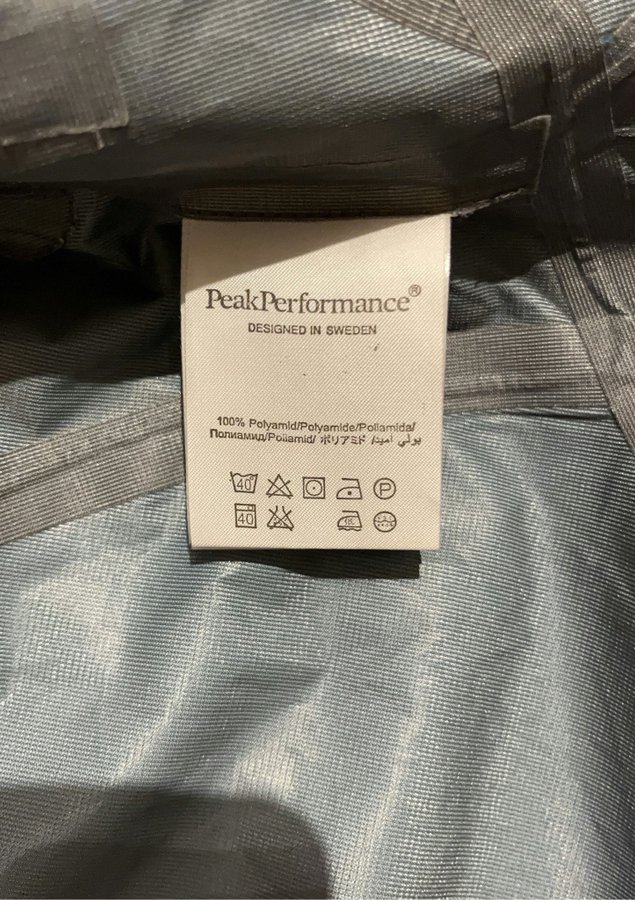 PeakPerformance®
DESIGNED IN SWEDEN
100% Polyamid/Polyamide/Poliamida/
Полиамид/Poliamid/ ポリアミド /بولي أميد
40 P
40